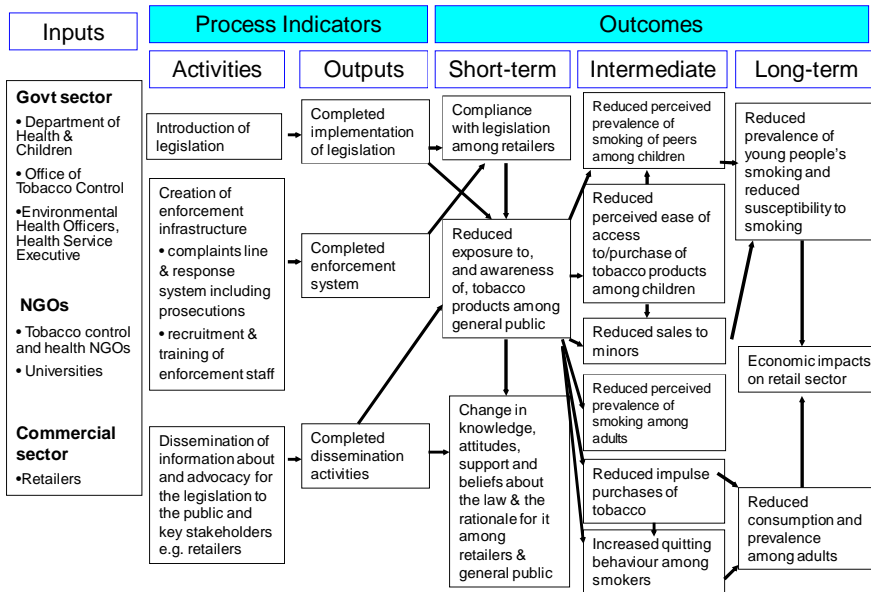 Inputs
Process Indicators
Outcomes
Activities
Outputs
Short-term
Intermediate
Long-term
Govt sector
• Department of
Health &
Children
• Office of
Tobacco Control
•Environmental
Health Officers,
Health Service
Executive
NGOs
• Tobacco control
and health NGOs
• Universities
Commercial
sector
•Retailers
Introduction of
legislation
Creation of
enforcement
infrastructure
• complaints line
& response
system including
prosecutions
• recruitment &
training of
enforcement staff
Dissemination of
information about
and advocacy for
the legislation to
the public and
key stakeholders
e.g. retailers
Completed
implementation
of legislation
Completed
enforcement
system
Completed
dissemination
activities
Compliance
with legislation
among retailers
Reduced
exposure to,
and awareness
of, tobacco
products among
general public
Change in
knowledge,
attitudes,
support and
beliefs about
the law & the
rationale for it
among
retailers &
general public
Reduced perceived
prevalence of
smoking of peers
among children
Reduced
perceived ease of
access
to/purchase of
tobacco products
among children
Reduced sales to
minors
Reduced perceived
prevalence of
smoking among
adults
Reduced impulse
purchases of
tobacco
Increased quitting
behaviour among
smokers
Reduced
prevalence of
young people's
smoking and
reduced
susceptibility to
smoking
Economic impacts
on retail sector
Reduced
consumption and
prevalence
among adults